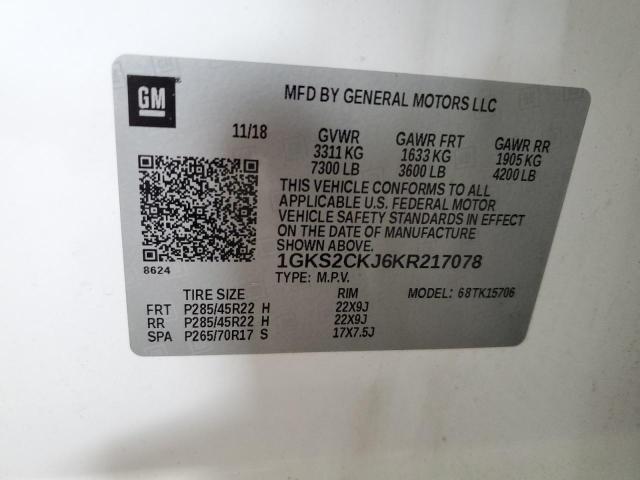 GM
MFD BY GENERAL MOTORS LLC
11/18 GVWR GAWR FRT GAWR RR
3311 KG 1633 KG 1905 KG
7300 LB 3600 LB 4200 LB
THIS VEHICLE CONFORMS TO ALL
APPLICABLE U.S. FEDERAL MOTOR
VEHICLE SAFETY STANDARDS IN EFFECT
ON THE DATE OF MANUFACTURE
SHOWN ABOVE.
8624
1GKS2CKJ6KR217078
TYPE: M.P.V. MODEL: 68TK15706
TIRE SIZE RIM
FRT P285/45R22 H 22X9J
RR P285/45R22 H 22X9J
SPA P265/70R17 S 17X7.5J